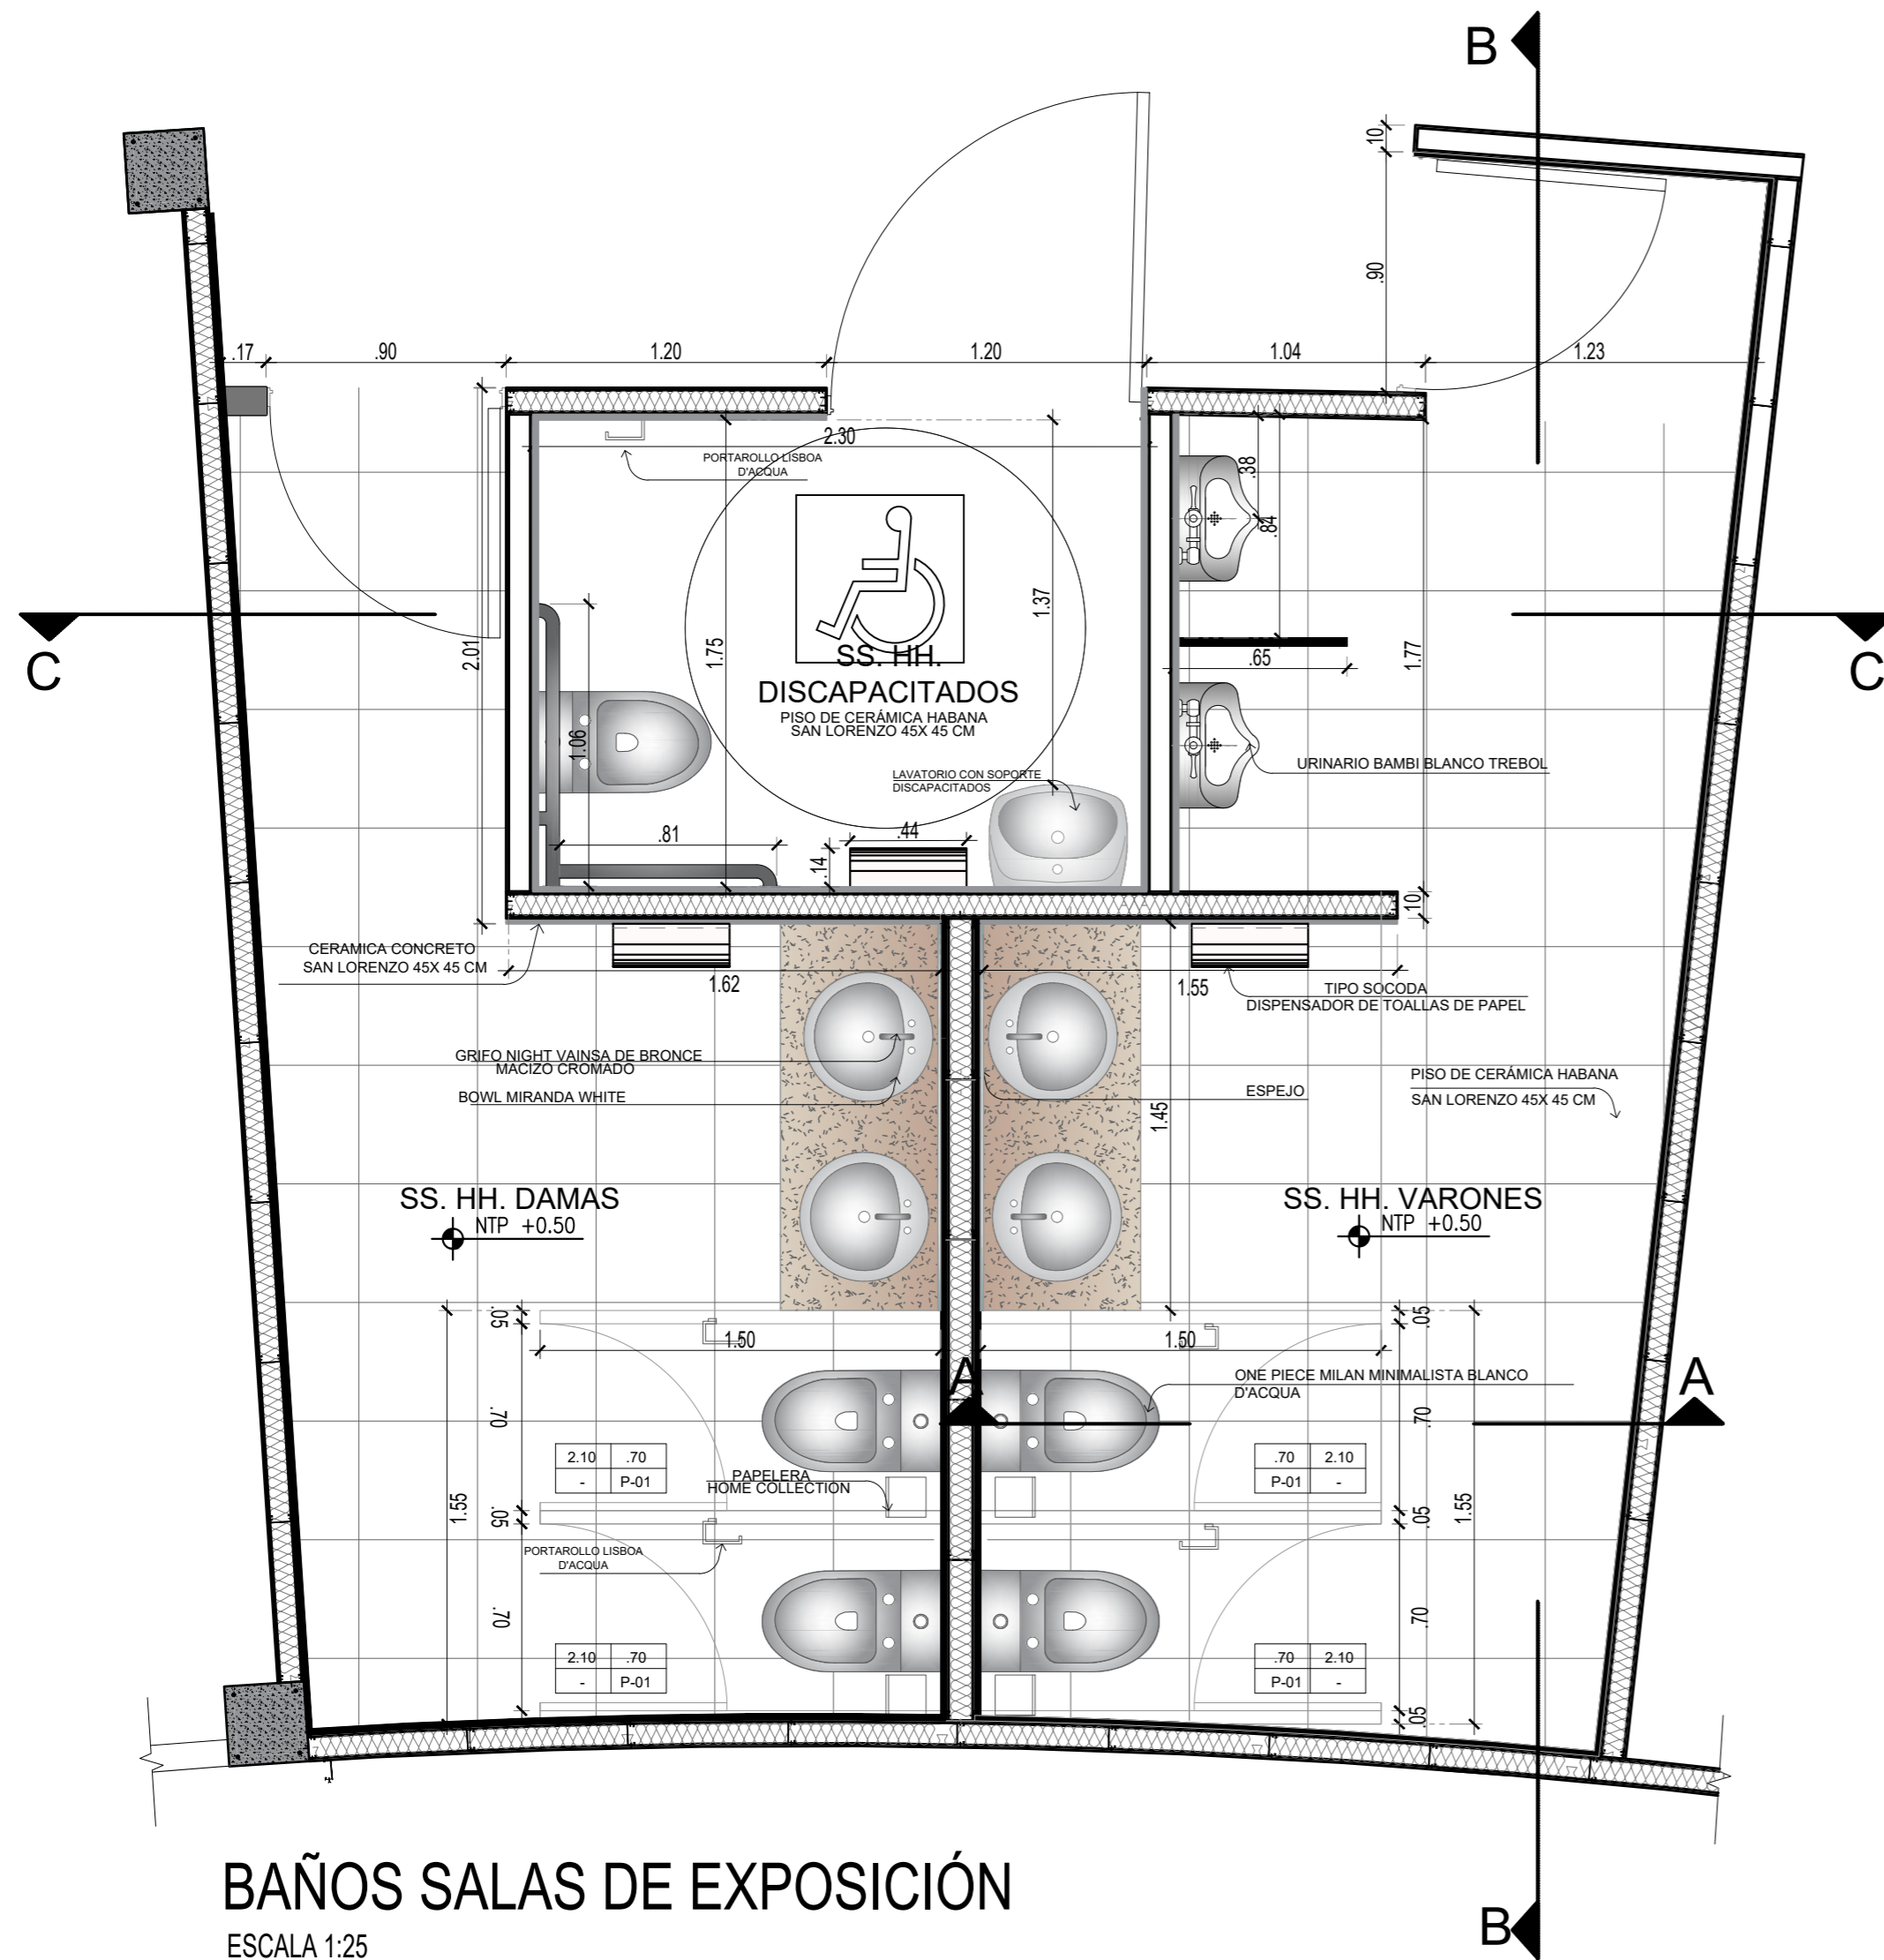 B
10
.90
.17
.90
1.20
1.20
1.04
1.23
2.30
PORTAROLLO LISBOA
D'ACQUA
.38
.84
1.37
1.75
2.01
C
C
SS. HH.
DISCAPACITADOS
PISO DE CERÁMICA HABANA
SAN LORENZO 45X 45 CM
.65
1.77
1.06
LAVATORIO CON SOPORTE
DISCAPACITADOS
URINARIO BAMBI BLANCO TREBOL
.81
.44
.14
10
CERAMICA CONCRETO
SAN LORENZO 45X 45 CM
1.62
1.55
TIPO SOCODA
DISPENSADOR DE TOALLAS DE PAPEL
GRIFO NIGHT VAINSA DE BRONCE
MACIZO CROMADO
BOWL MIRANDA WHITE
ESPEJO
1.45
PISO DE CERÁMICA HABANA
SAN LORENZO 45X 45 CM
SS. HH. DAMAS
NTP +0.50
SS. HH. VARONES
NTP +0.50
.05
1.50
1.50
.05
A
A
ONE PIECE MILAN MINIMALISTA BLANCO
D'ACQUA
.70
.70
2.10 .70
- P-01
.70 2.10
P-01 -
PAPELERA
HOME COLLECTION
1.55
.05
.05
1.55
PORTAROLLO LISBOA
D'ACQUA
.70
.70
2.10 .70
- P-01
.70 2.10
P-01 -
.05
BAÑOS SALAS DE EXPOSICIÓN
ESCALA 1:25
B